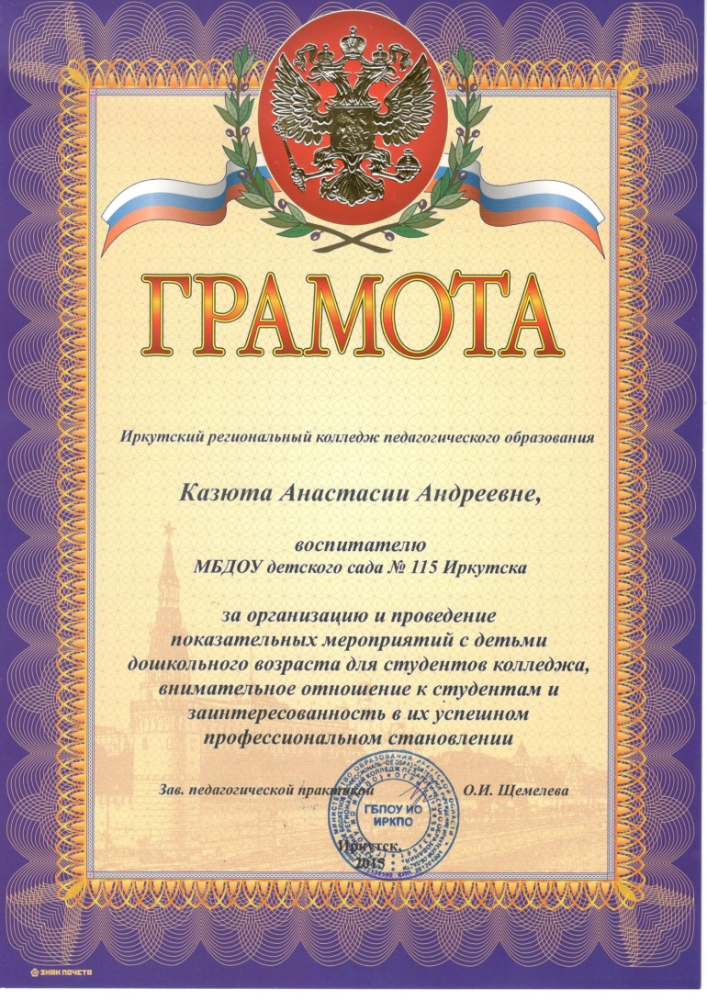 ГРАМОТА
Иркутский региональный колледж педагогического образования
Казюта Анастасии Андреевне,
воспитателю
МБДОУ детского сада № 115 Иркутска
за организацию и проведение
показательных мероприятий с детьми
дошкольного возраста для студентов колледжа,
внимательное отношение к студентам и
заинтересованность в их успешном
профессиональном становлении
Зав. педагогической практикой О.И. Щемелева
ГБПОУ ИО
ИРКПО
Иркутск,
2015
ЗНАК ПОЧЕТА